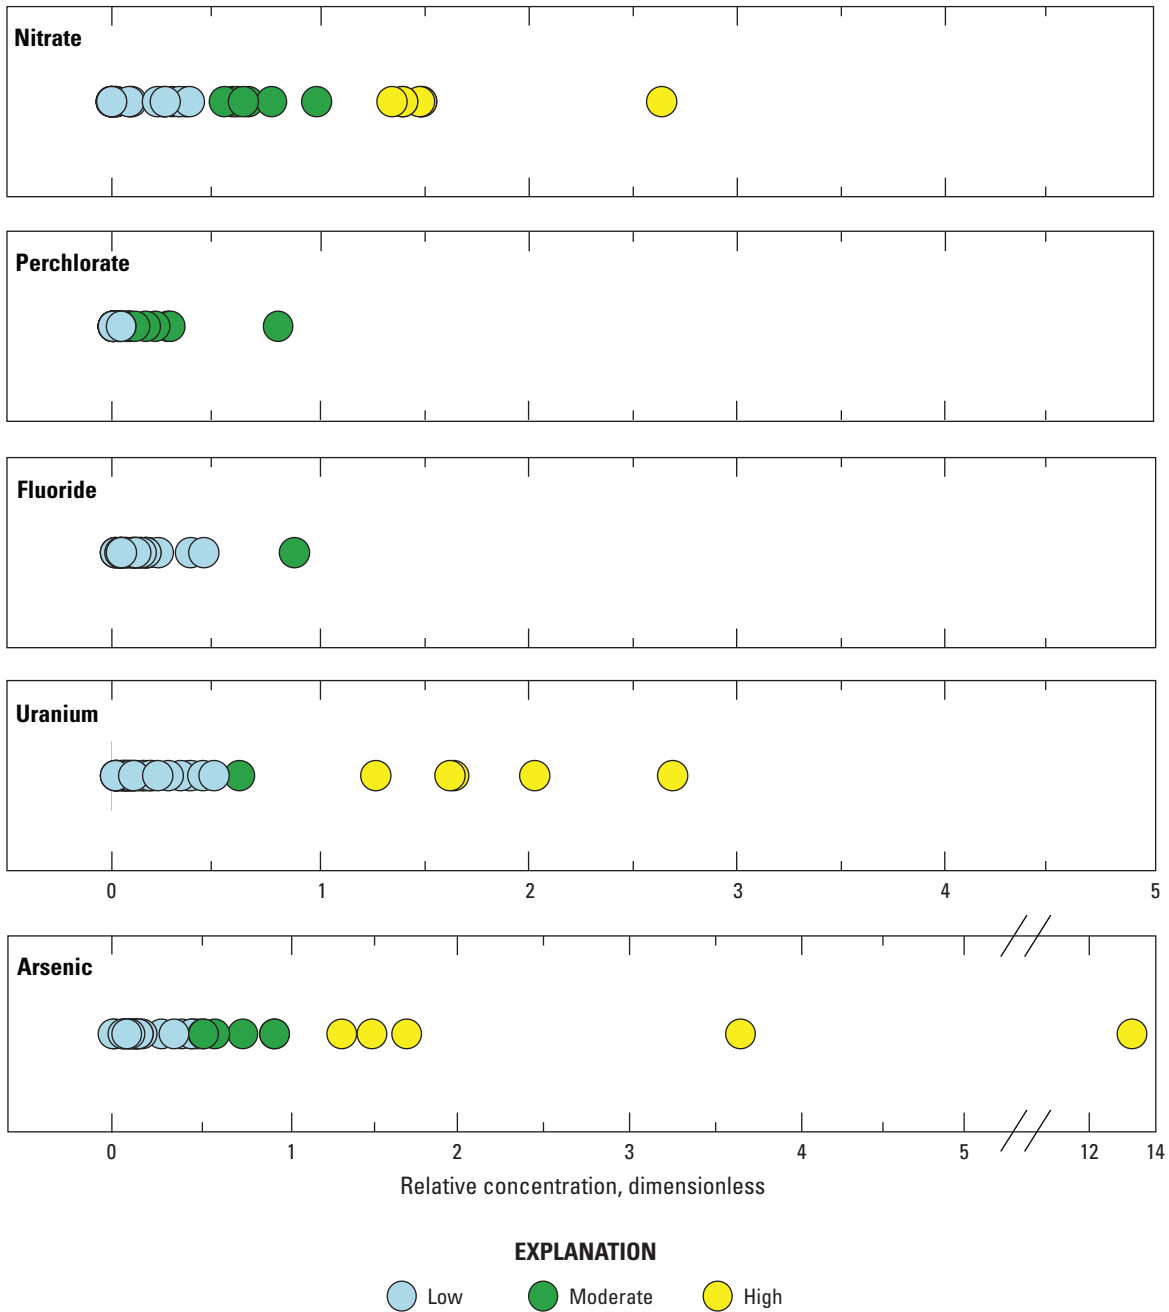 Nitrate
Perchlorate
Fluoride
Uranium
0 1 2 3 4 5
Arsenic
0 1 2 3 4 5 12 14
Relative concentration, dimensionless
EXPLANATION
Low Moderate High